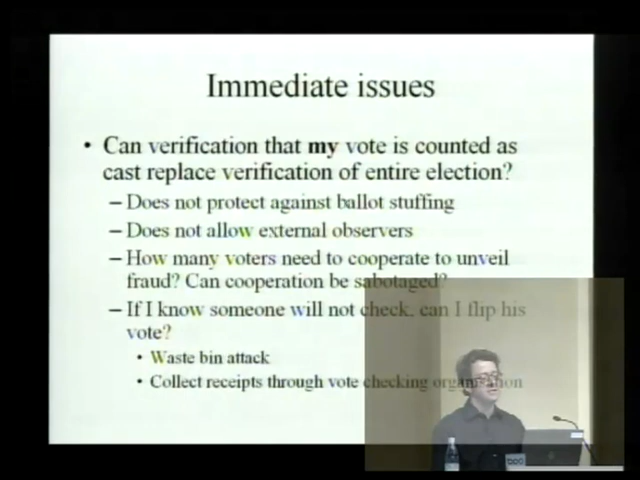 Immediate issues
• Can verification that my vote is counted as
cast replace verification of entire election?
– Does not protect against ballot stuffing
– Does not allow external observers
– How many voters need to cooperate to unveil
fraud? Can cooperation be sabotaged?
– If I know someone will not check, can I flip his
vote?
• Waste bin attack
• Collect receipts through vote checking organisation